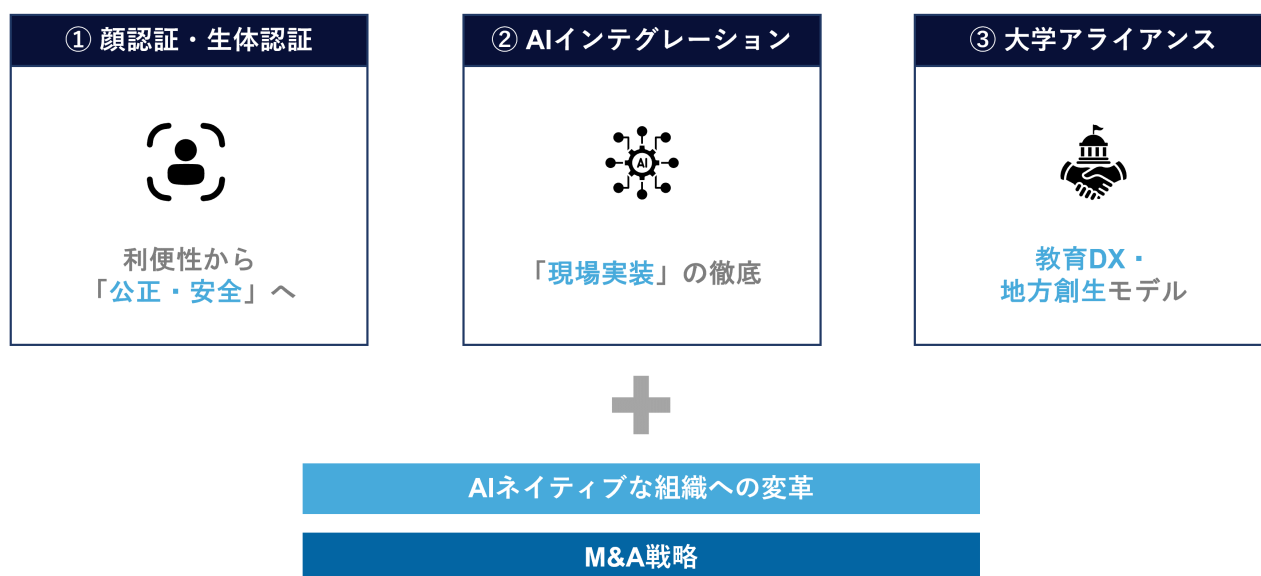 ① 顔認証・生体認証
利便性から
「公正・安全」へ
② AIインテグレーション
AI
「現場実装」の徹底
③ 大学アライアンス
教育DX・
地方創生モデル
AIネイティブな組織への変革
M&A戦略